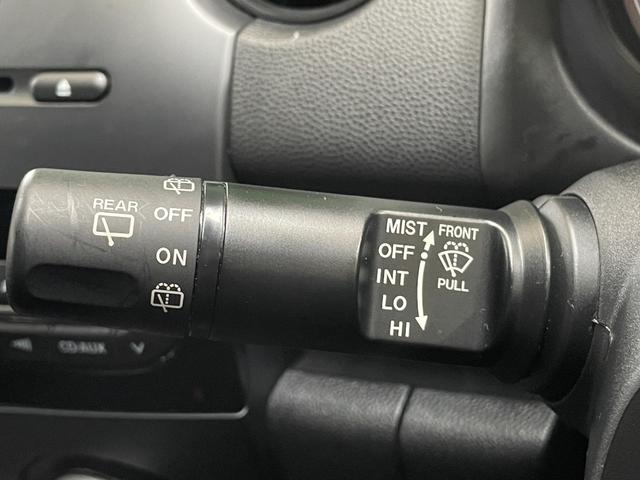 REAR
OFF
ON
MIST
OFF
INT
LO
HI
FRONT
PULL
CD·AUX